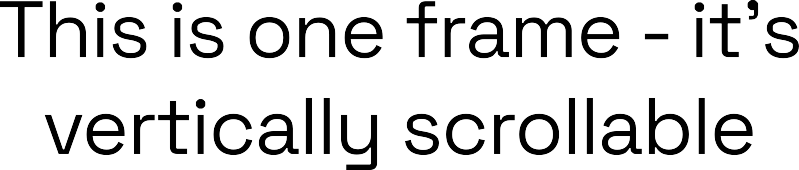 This is one frame - it’s
vertically scrollable